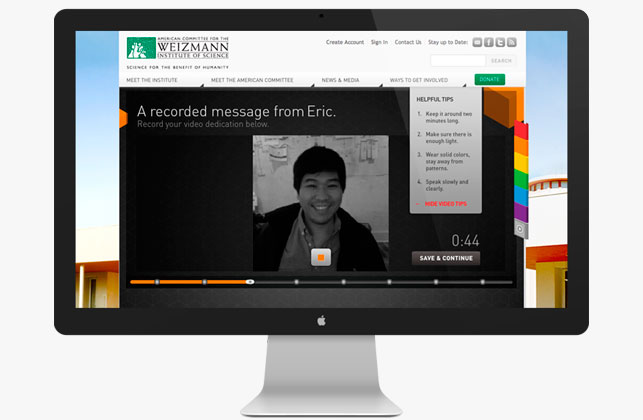 AMERICAN COMMITTEE FOR THE
WEIZMANN
INSTITUTE OF SCIENCE
SCIENCE FOR THE BENEFIT OF HUMANITY
Create Account Sign In Contact Us Stay up to Date:
SEARCH
MEET THE INSTITUTE MEET THE AMERICAN COMMITTEE NEWS & MEDIA WAYS TO GET INVOLVED DONATE
A recorded message from Eric.
Record your video dedication below.
HELPFUL TIPS
1. Keep it around two
minutes long.
2. Make sure there is
enough light.
3. Wear solid colors,
stay away from
patterns.
4. Speak slowly and
clearly.
HIDE VIDEO TIPS
0:44
SAVE & CONTINUE